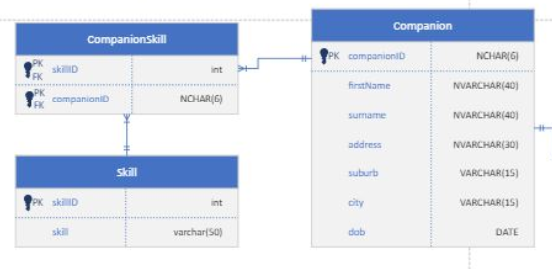 CompanionSkill
PK
FK skillID int
PK
FK companionID NCHAR(6)
Skill
PK skillID int
skill varchar(50)
Companion
PK companionID NCHAR(6)
firstName NVARCHAR(40)
surname NVARCHAR(40)
address NVARCHAR(30)
suburb VARCHAR(15)
city VARCHAR(15)
dob DATE